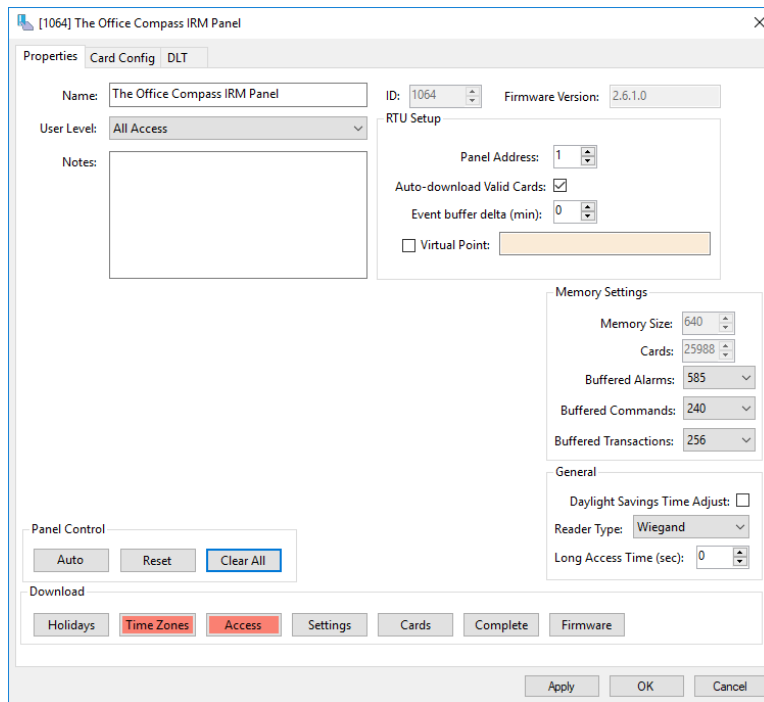 [1064] The Office Compass IRM Panel
Properties Card Config DLT
Name: The Office Compass IRM Panel
ID: 1064 Firmware Version: 2.6.1.0
User Level: All Access
Notes:
RTU Setup
Panel Address: 1
Auto-download Valid Cards:
Event buffer delta (min): 0
Virtual Point:
Memory Settings
Memory Size: 640
Cards: 25988
Buffered Alarms: 585
Buffered Commands: 240
Buffered Transactions: 256
General
Daylight Savings Time Adjust:
Reader Type: Wiegand
Long Access Time (sec): 0
Panel Control
Auto Reset Clear All
Download
Holidays Time Zones Access Settings Cards Complete Firmware
Apply OK Cancel